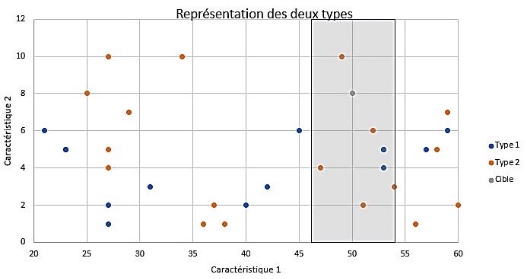 Représentation des deux types
12
10
8
6
4
2
0
20 25 30 35 40 45 50 55 60
Caractéristique 2
Caractéristique 1
Type 1
Type 2
Cible